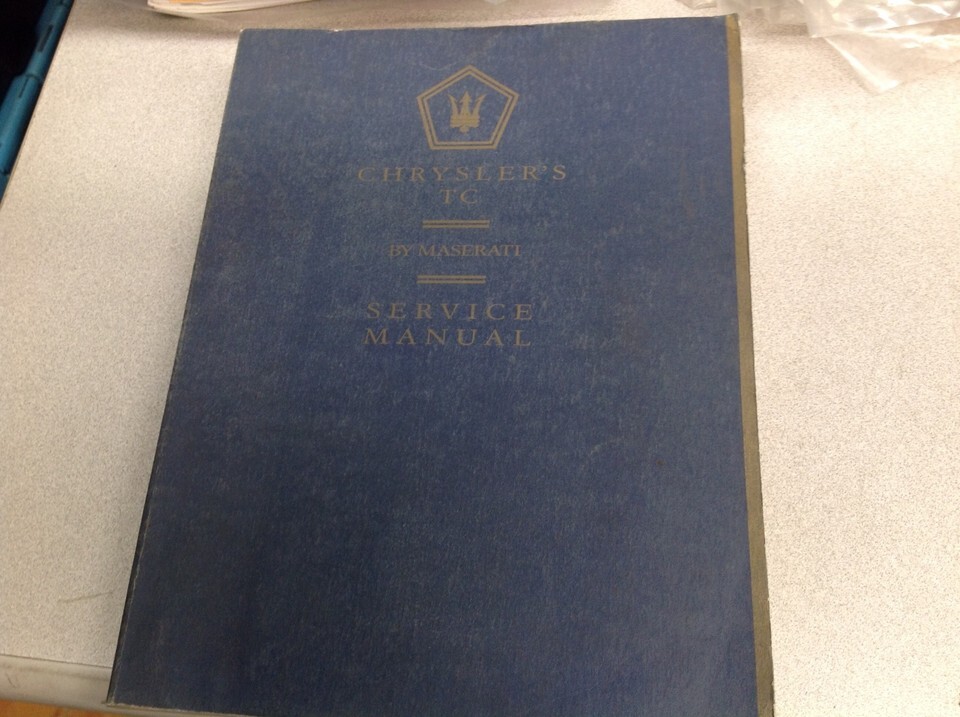 CHRYSLER'S
TC
BY MASERATI
SERVICE
MANUAL